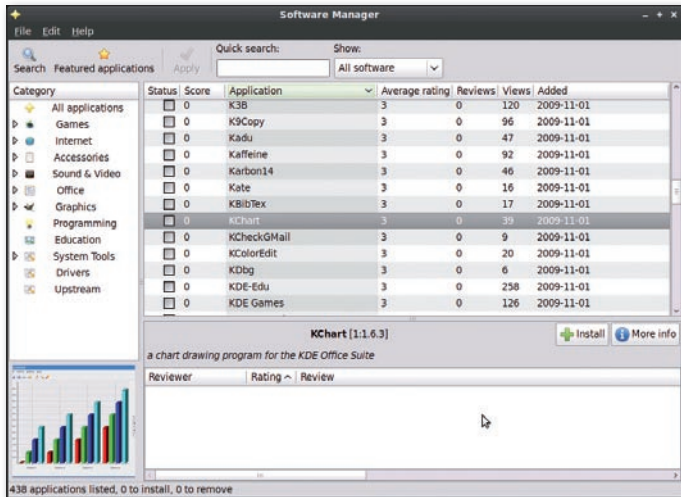 Software Manager
File Edit Help
Search Featured applications Apply Quick search: Show: All software
Category
All applications
Games
Internet
Accessories
Sound & Video
Office
Graphics
Programming
Education
System Tools
Drivers
Upstream
Status Score Application Average rating Reviews Views Added
0 K3B 3 0 120 2009-11-01
0 K9Copy 3 0 96 2009-11-01
0 Kadu 3 0 47 2009-11-01
0 Kaffeine 3 0 92 2009-11-01
0 Karbon14 3 0 46 2009-11-01
0 Kate 3 0 16 2009-11-01
0 KBibTex 3 0 17 2009-11-01
0 KChart 3 0 39 2009-11-01
0 KCheckGMail 3 0 9 2009-11-01
0 KColorEdit 3 0 20 2009-11-01
0 KDbg 3 0 6 2009-11-01
0 KDE-Edu 3 0 258 2009-11-01
0 KDE Games 3 0 126 2009-11-01
KChart [1:1.6.3] Install More info
a chart drawing program for the KDE Office Suite
Reviewer Rating Review
438 applications listed, 0 to install, 0 to remove